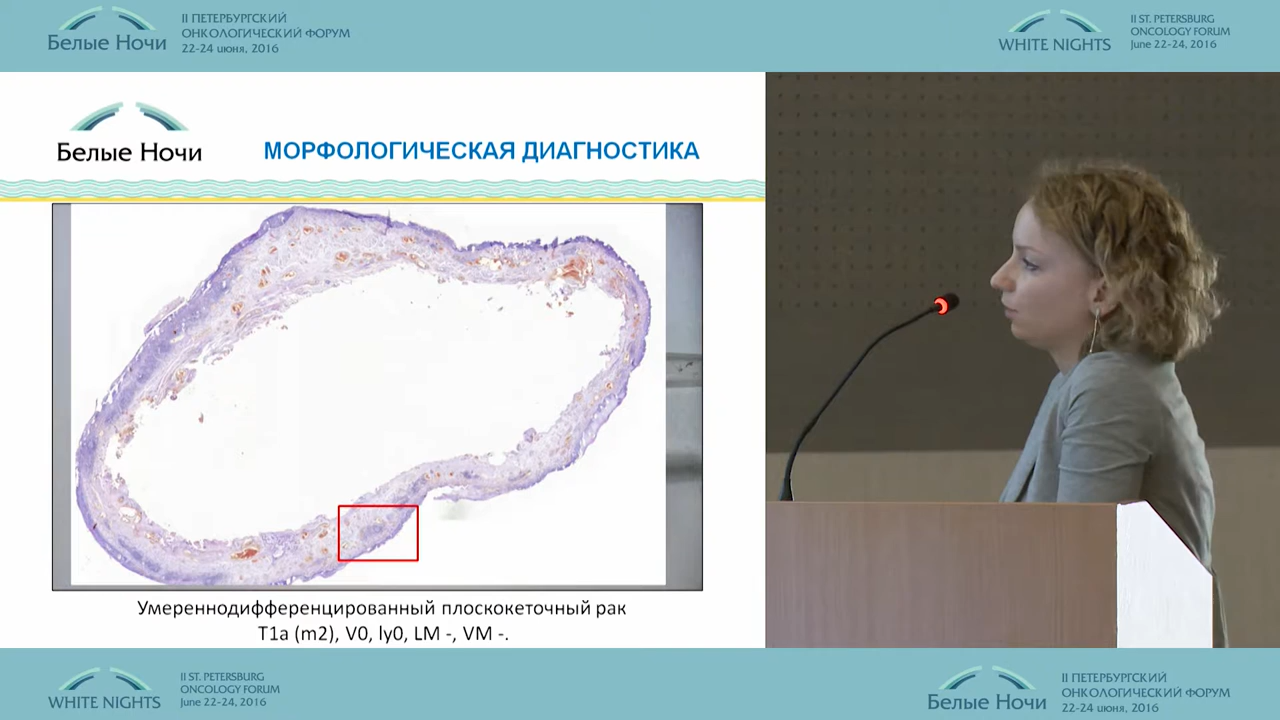 Белые Ночи
II ПЕТЕРБУРГСКИЙ
ОНКОЛОГИЧЕСКИЙ ФОРУМ
22-24 июня, 2016
WHITE NIGHTS
II ST. PETERSBURG
ONCOLOGY FORUM
June 22-24, 2016
Белые Ночи
МОРФОЛОГИЧЕСКАЯ ДИАГНОСТИКА
Умереннодифференцированный плоскокеточный рак
T1a (m2), V0, ly0, LM -, VM -.
WHITE NIGHTS
II ST. PETERSBURG
ONCOLOGY FORUM
June 22-24, 2016
Белые Ночи
II ПЕТЕРБУРГСКИЙ
ОНКОЛОГИЧЕСКИЙ ФОРУМ
22-24 июня, 2016